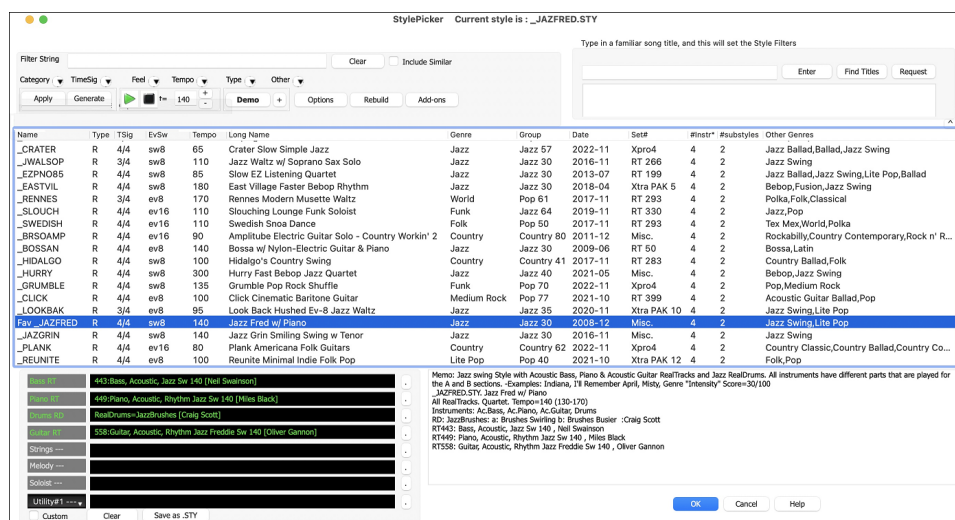 StylePicker Current style is : _JAZFRED.STY
Type in a familiar song title, and this will set the Style Filters
Filter String Clear Include Similar
Enter Find Titles Request
Category TimeSig Feel Tempo Type Other
Apply Generate 140 + - Demo + Options Rebuild Add-ons
Name Type TSig EvSw Tempo Long Name Genre Group Date Set# #Instr* #substyles Other Genres
_CRATER R 4/4 sw8 65 Crater Slow Simple Jazz Jazz Jazz 57 2022-11 Xpro4 4 2 Jazz Ballad,Ballad,Jazz Swing
_JWALSOP R 3/4 sw8 110 Jazz Waltz w/ Soprano Sax Solo Jazz Jazz 30 2016-11 RT 266 4 2 Jazz Swing
_EZPNO85 R 4/4 sw8 85 Slow EZ Listening Quartet Jazz Jazz 30 2013-07 RT 199 4 2 Jazz Ballad,Jazz Swing,Lite Pop,Ballad
_EASTVIL R 4/4 sw8 180 East Village Faster Bebop Rhythm Jazz Jazz 30 2018-04 Xtra PAK 5 4 2 Bebop,Fusion,Jazz Swing
_RENNES R 3/4 ev8 170 Rennes Modern Musette Waltz World Pop 61 2017-11 RT 293 4 2 Polka,Folk,Classical
_SLOUCH R 4/4 ev16 110 Slouching Lounge Funk Soloist Funk Jazz 64 2019-11 RT 330 4 2 Jazz,Pop
_SWEDISH R 4/4 ev16 110 Swedish Snoa Dance Folk Pop 50 2017-11 RT 293 4 2 Tex Mex,World,Polka
_BRSOAMP R 4/4 ev16 90 Amplitube Electric Guitar Solo - Country Workin' 2 Country Country 80 2011-12 Misc. 4 2 Rockabilly,Country Contemporary,Rock n' R...
_BOSSAN R 4/4 ev8 140 Bossa w/ Nylon-Electric Guitar & Piano Jazz Jazz 30 2009-06 RT 50 4 2 Bossa,Latin
_HIDALGO R 4/4 sw8 100 Hidalgo's Country Swing Country Country 41 2017-11 RT 283 4 2 Country Ballad,Folk
_HURRY R 4/4 sw8 300 Hurry Fast Bebop Jazz Quartet Jazz Jazz 40 2021-05 Misc. 4 2 Bebop,Jazz Swing
_GRUMBLE R 4/4 sw8 135 Grumble Pop Rock Shuffle Funk Pop 70 2022-11 Xpro4 4 2 Pop,Medium Rock
_CLICK R 4/4 ev8 100 Click Cinematic Baritone Guitar Medium Rock Pop 77 2021-10 RT 399 4 2 Acoustic Guitar Ballad,Pop
_LOOKBAK R 3/4 ev8 95 Look Back Hushed Ev-8 Jazz Waltz Jazz Jazz 35 2020-11 Xtra PAK 10 4 2 Jazz Swing,Lite Pop
Fav _JAZFRED R 4/4 sw8 140 Jazz Fred w/ Piano Jazz Jazz 30 2008-12 Misc. 4 2 Jazz Swing,Lite Pop
_JAZGRIN R 4/4 sw8 140 Jazz Grin Smiling Swing w Tenor Jazz Jazz 30 2016-11 Misc. 4 2 Jazz Swing
_PLANK R 4/4 ev16 80 Plank Americana Folk Guitars Country Country 62 2022-11 Xpro4 4 2 Country Classic,Country Ballad,Country Co...
_REUNITE R 4/4 ev8 100 Reunite Minimal Indie Folk Pop Lite Pop Pop 40 2021-10 Xtra PAK 12 4 2 Folk,Pop
Bass RT 443:Bass, Acoustic, Jazz Sw 140 [Neil Swainson]
Piano RT 449:Piano, Acoustic, Rhythm Jazz Sw 140 [Miles Black]
Drums RD RealDrums=JazzBrushes [Craig Scott]
Guitar RT 558:Guitar, Acoustic, Rhythm Jazz Freddie Sw 140 [Oliver Gannon]
Strings ---
Melody ---
Soloist ---
Utility#1 ---
Custom Clear Save as .STY
Memo: Jazz swing Style with Acoustic Bass, Piano & Acoustic Guitar RealTracks and Jazz RealDrums. All instruments have different parts that are played for
the A and B sections. -Examples: Indiana, I'll Remember April, Misty, Genre "Intensity" Score=30/100
_JAZFRED.STY. Jazz Fred w/ Piano
All RealTracks. Quartet. Tempo=140 (130-170)
Instruments: Ac.Bass, Ac.Piano, Ac.Guitar, Drums
RD: JazzBrushes: a: Brushes Swirling b: Brushes Busier :Craig Scott
RT443: Bass, Acoustic, Jazz Sw 140 , Neil Swainson
RT449: Piano, Acoustic, Rhythm Jazz Sw 140 , Miles Black
RT558: Guitar, Acoustic, Rhythm Jazz Freddie Sw 140 , Oliver Gannon
OK Cancel Help